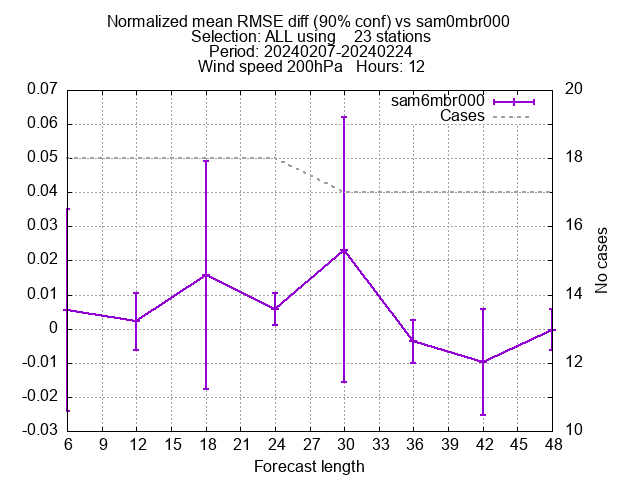 Normalized mean RMSE diff (90% conf) vs sam0mbr000
Selection: ALL using    23 stations
Period: 20240207-20240224
Wind speed 200hPa   Hours: 12
0.07
0.06
0.05
0.04
0.03
0.02
0.01
0
-0.01
-0.02
-0.03
sam6mbr000
Cases
20
18
16
14
12
10
No cases
6 9 12 15 18 21 24 27 30 33 36 39 42 45 48
Forecast length